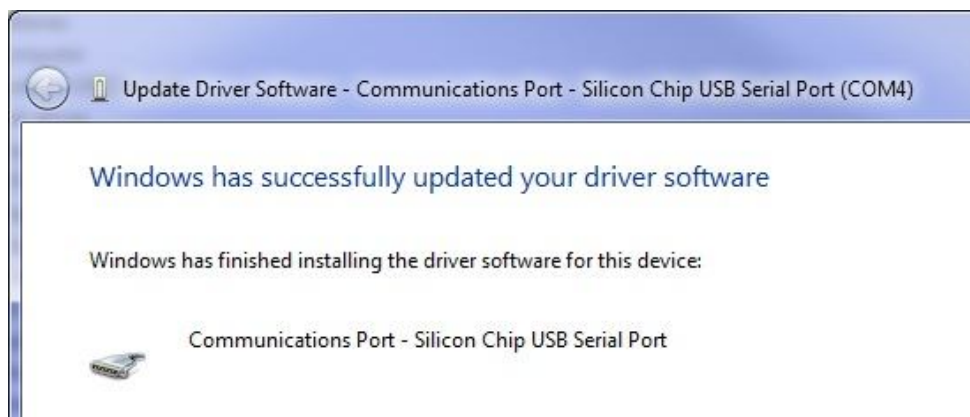 Update Driver Software - Communications Port - Silicon Chip USB Serial Port (COM4)
Windows has successfully updated your driver software
Windows has finished installing the driver software for this device:
Communications Port - Silicon Chip USB Serial Port